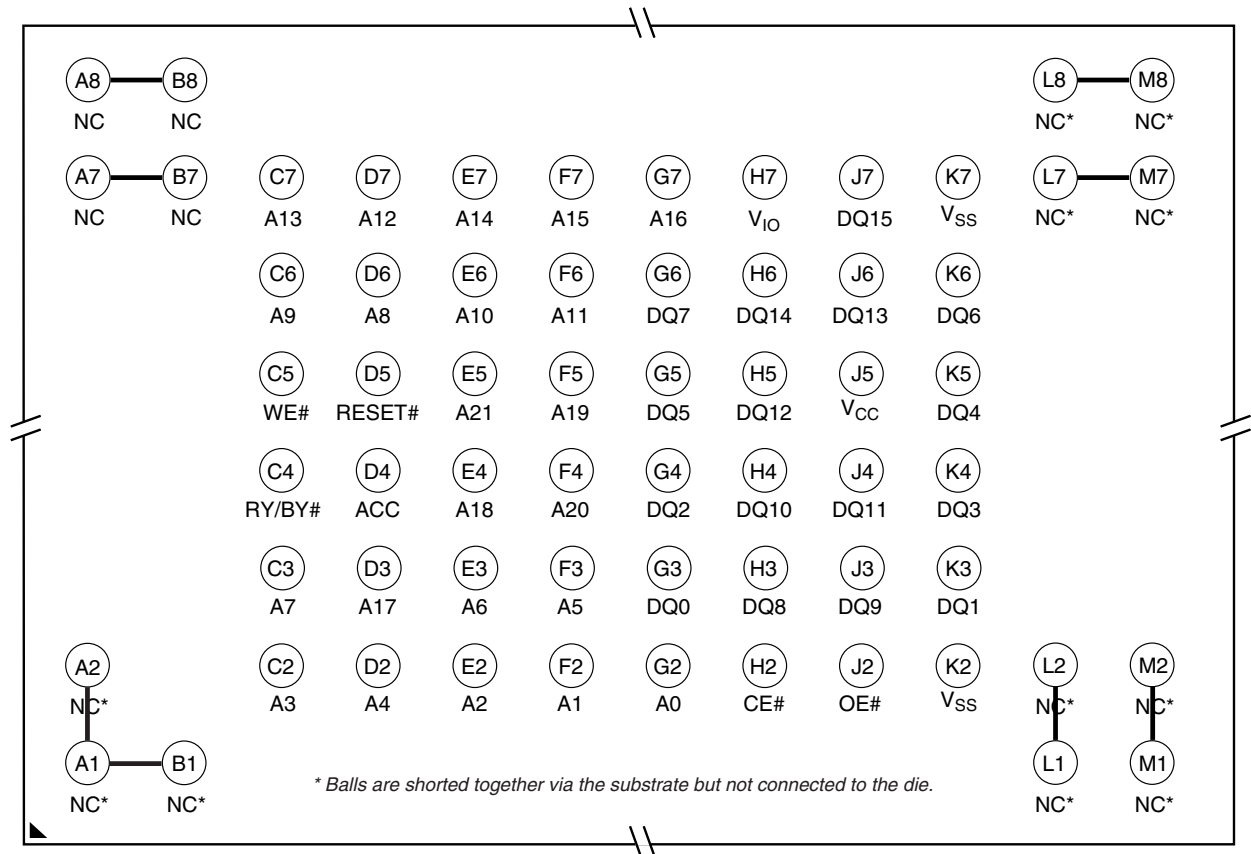 A8 B8 L8 M8
NC NC NC* NC*
A7 B7 C7 D7 E7 F7 G7 H7 J7 K7 L7 M7
NC NC A13 A12 A14 A15 A16 VIO DQ15 VSS NC* NC*
C6 D6 E6 F6 G6 H6 J6 K6
A9 A8 A10 A11 DQ7 DQ14 DQ13 DQ6
C5 D5 E5 F5 G5 H5 J5 K5
WE# RESET# A21 A19 DQ5 DQ12 VCC DQ4
C4 D4 E4 F4 G4 H4 J4 K4
RY/BY# ACC A18 A20 DQ2 DQ10 DQ11 DQ3
C3 D3 E3 F3 G3 H3 J3 K3
A7 A17 A6 A5 DQ0 DQ8 DQ9 DQ1
A2 C2 D2 E2 F2 G2 H2 J2 K2 L2 M2
NC* A3 A4 A2 A1 A0 CE# OE# VSS NC* NC*
A1 B1 L1 M1
* Balls are shorted together via the substrate but not connected to the die.
NC* NC* NC* NC*